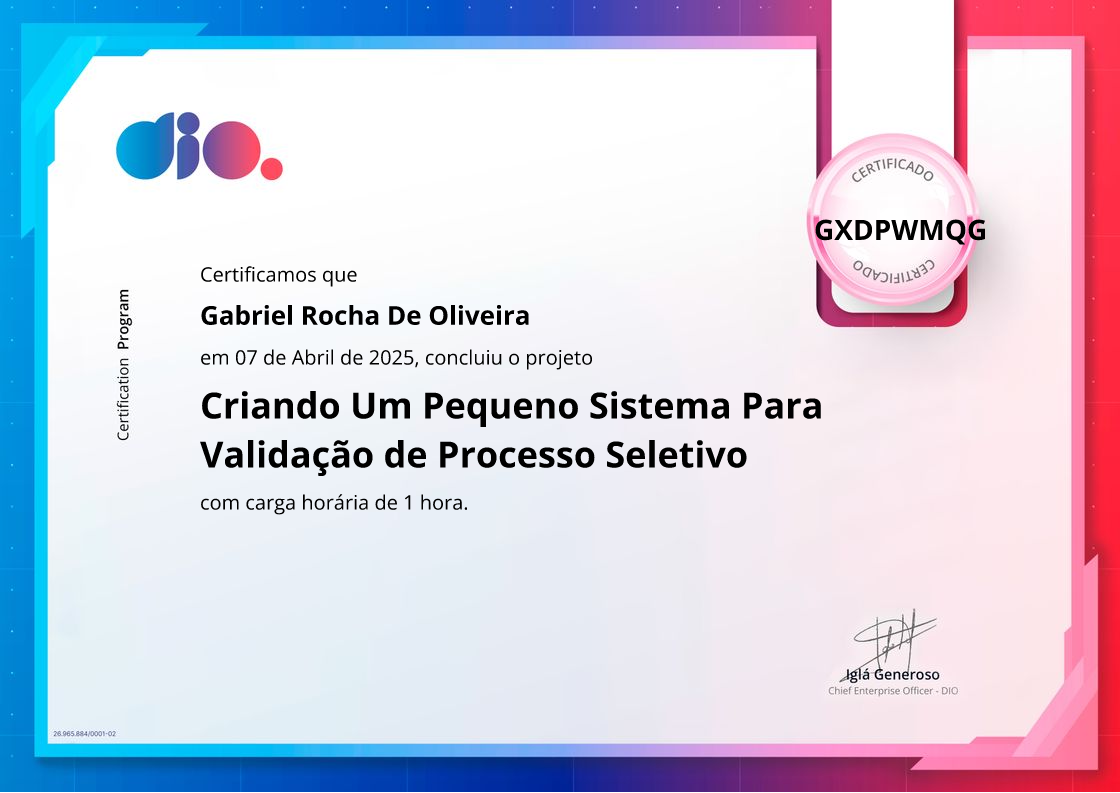 dio.
CERTIFICADO
GXDPWMQG
CERTIFICADO
Certificamos que
Gabriel Rocha De Oliveira
em 07 de Abril de 2025, concluiu o projeto
Criando Um Pequeno Sistema Para
Validação de Processo Seletivo
com carga horária de 1 hora.
Certification Program
Iglá Generoso
Chief Enterprise Officer - DIO
26.965.884/0001-02